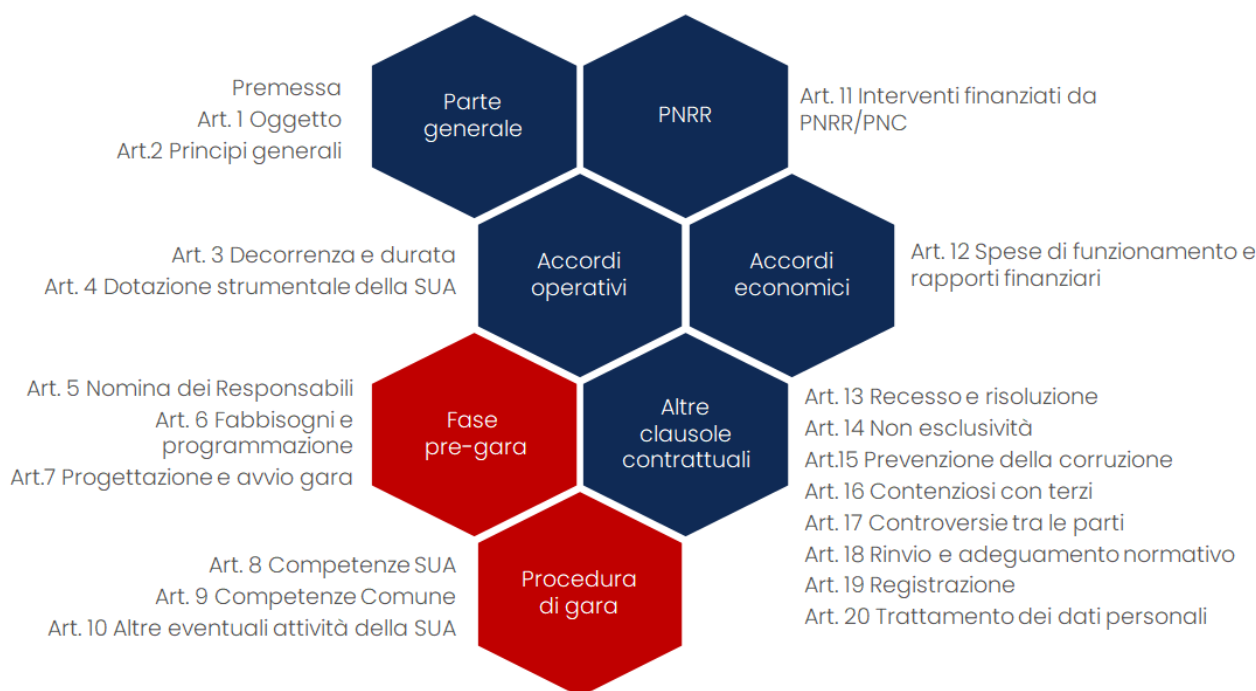 Premessa
Art. 1 Oggetto
Art.2 Principi generali
Parte
generale
PNRR
Art. 11 Interventi finanziati da
PNRR/PNC
Art. 3 Decorrenza e durata
Art. 4 Dotazione strumentale della SUA
Accordi
operativi
Accordi
economici
Art. 12 Spese di funzionamento e
rapporti finanziari
Art. 5 Nomina dei Responsabili
Art. 6 Fabbisogni e
programmazione
Art.7 Progettazione e avvio gara
Fase
pre-gara
Altre
clausole
contrattuali
Art. 13 Recesso e risoluzione
Art. 14 Non esclusività
Art.15 Prevenzione della corruzione
Art. 16 Contenziosi con terzi
Art. 17 Controversie tra le parti
Art. 18 Rinvio e adeguamento normativo
Art. 19 Registrazione
Art. 20 Trattamento dei dati personali
Art. 8 Competenze SUA
Art. 9 Competenze Comune
Art. 10 Altre eventuali attività della SUA
Procedura
di gara